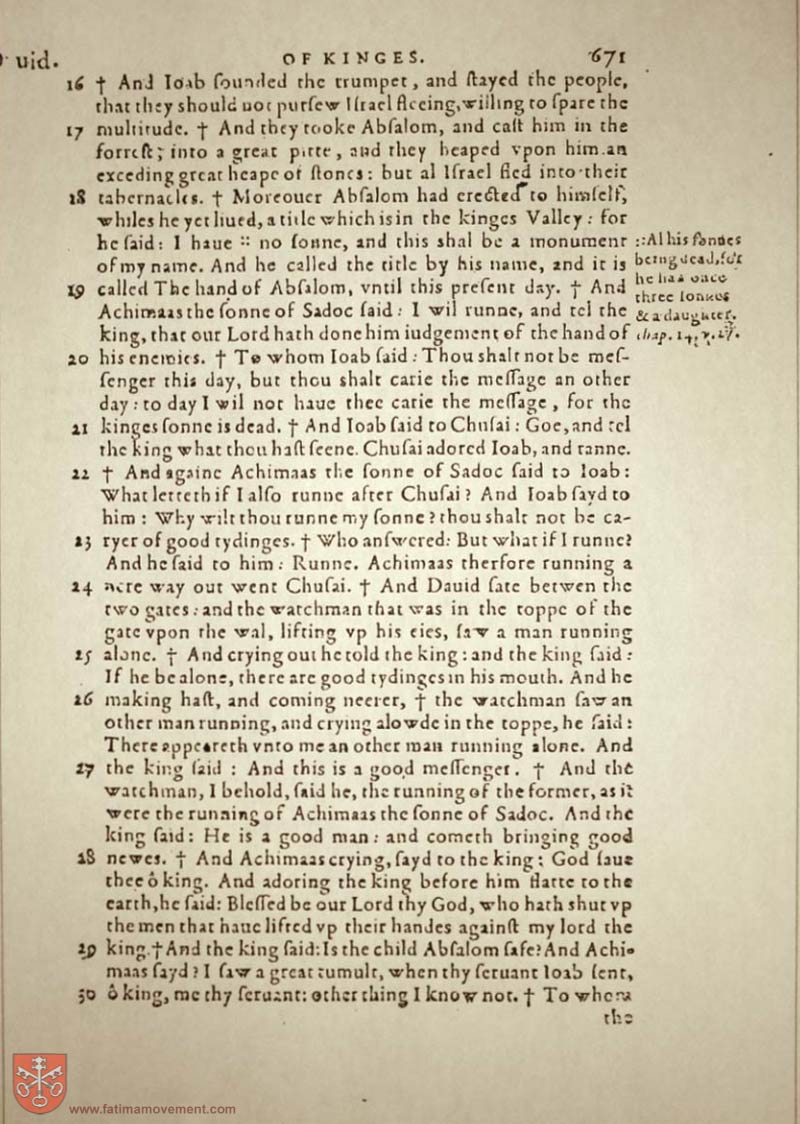 uid.
OF KINGES.
671
16 † And Ioab ſounded the trumpet, and ſtayed the people,
that they should not purſew Iſrael fleeing, willing to ſpare the
17 multitude. † And they tooke Abſalom, and caſt him in the
forreſt, into a great pitte, and they heaped vpon him an
exceding great heape of ſtones: but al Iſrael fled into their
18 tabernacles. † Moreouer Abſalom had erected to himſelf,
whiles he yet liued, a title which is in the kinges Valley: for
he ſaid: I haue :: no ſonne, and this shal be a monument
of my name. And he called the title by his name, and it is
19 called The hand of Abſalom, vntil this preſent day. † And
Achimaas the ſonne of Sadoc ſaid: I wil runne, and tel the
king, that our Lord hath done him iudgement of the hand of
20 his enemies. † To whom Ioab ſaid: Thou shalt not be meſ-
ſenger this day, but thou shalt carie the meſſage an other
day: to day I wil not haue thee carie the meſſage, for the
21 kinges ſonne is dead. † And Ioab ſaid to Chuſai: Goe, and tel
the king what thou haſt ſeene. Chuſai adored Ioab, and ranne.
22 † And againe Achimaas the ſonne of Sadoc ſaid to Ioab:
What letteth if I alſo runne after Chuſai? And Ioab ſayd to
him: Why wilt thou runne my ſonne? thou shalt not be ca-
23 ryer of good tydinges. † Who anſwered: But what if I runne?
And he ſaid to him: Runne. Achimaas therfore running a
24 nere way out went Chuſai. † And Dauid ſate betwen the
two gates: and the watchman that was in the toppe of the
gate vpon the wal, lifting vp his eies, ſaw a man running
25 alone. † And crying out he told the king: and the king ſaid:
If he be alone, there are good tydinges in his mouth. And he
26 making haſt, and coming neerer, † the watchman ſaw an
other man running, and crying alowde in the toppe, he ſaid:
There appeareth vnto me an other man running alone. And
27 the king ſaid: And this is a good meſſenger. † And the
watchman, I behold, ſaid he, the running of the former, as it
were the running of Achimaas the ſonne of Sadoc. And the
king ſaid: He is a good man: and cometh bringing good
28 newes. † And Achimaas crying, ſayd to the king: God ſaue
thee ô king. And adoring the king before him flatte to the
earth, he ſaid: Bleſſed be our Lord thy God, who hath shut vp
the men that haue lifted vp their handes againſt my lord the
29 king. † And the king ſaid: Is the child Abſalom ſafe? And Achi-
maas ſayd? I ſaw a great tumult, when thy ſeruant Ioab ſent,
30 ô king, me thy ſeruant: other thing I know not. † To whom
the
:: Al his ſonnes
being dead, for
he had once
three ſonnes
& a daughter.
chap. 14. v. 27.
www.fatimamovement.com